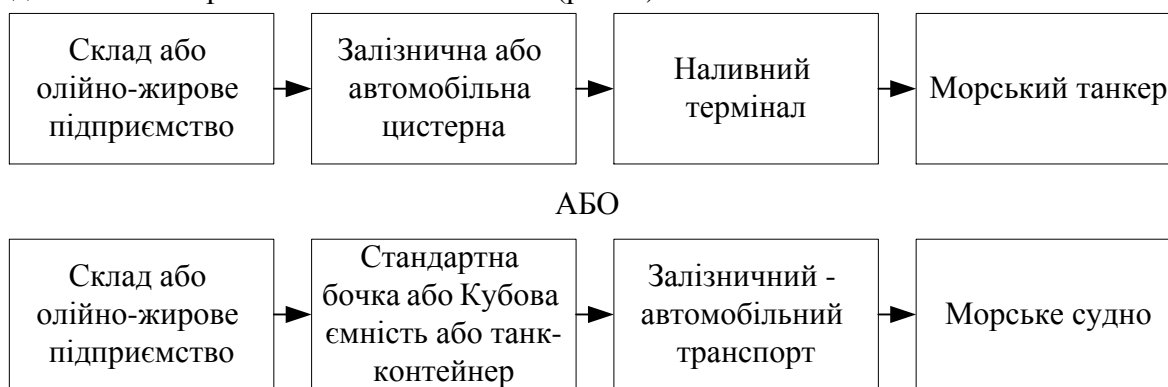 Склад або
олійно-жирове
підприємство
Залізнична або
автомобільна
цистерна
Наливний
термінал
Морський танкер
АБО
Склад або
олійно-жирове
підприємство
Стандартна
бочка або Кубова
ємність або танк-
контейнер
Залізничний -
автомобільний
транспорт
Морське судно